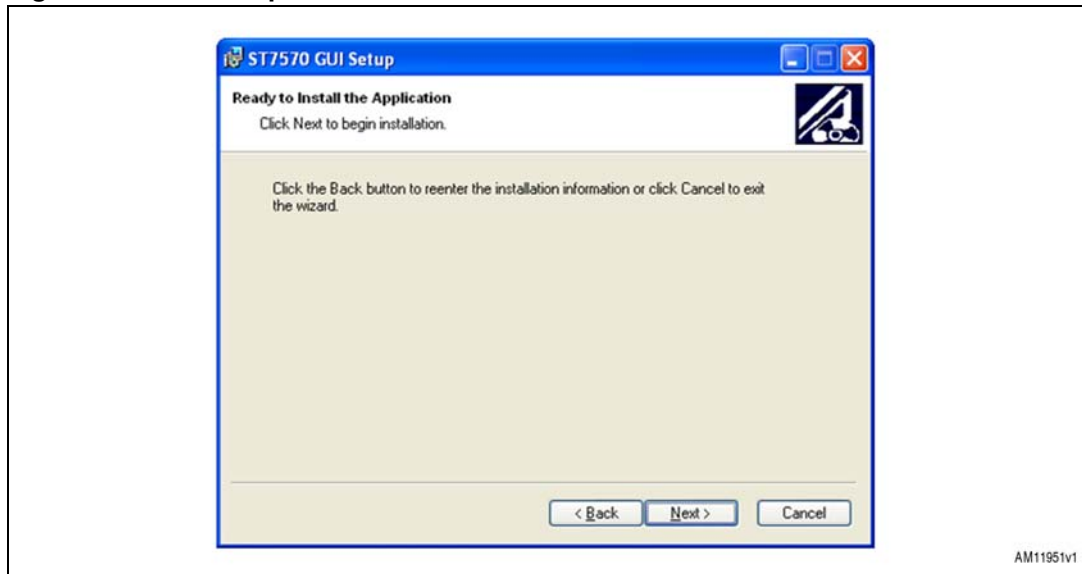 ST7570 GUI Setup
Ready to Install the Application
Click Next to begin installation.
Click the Back button to reenter the installation information or click Cancel to exit
the wizard.
< Back
Next >
Cancel
AM11951v1